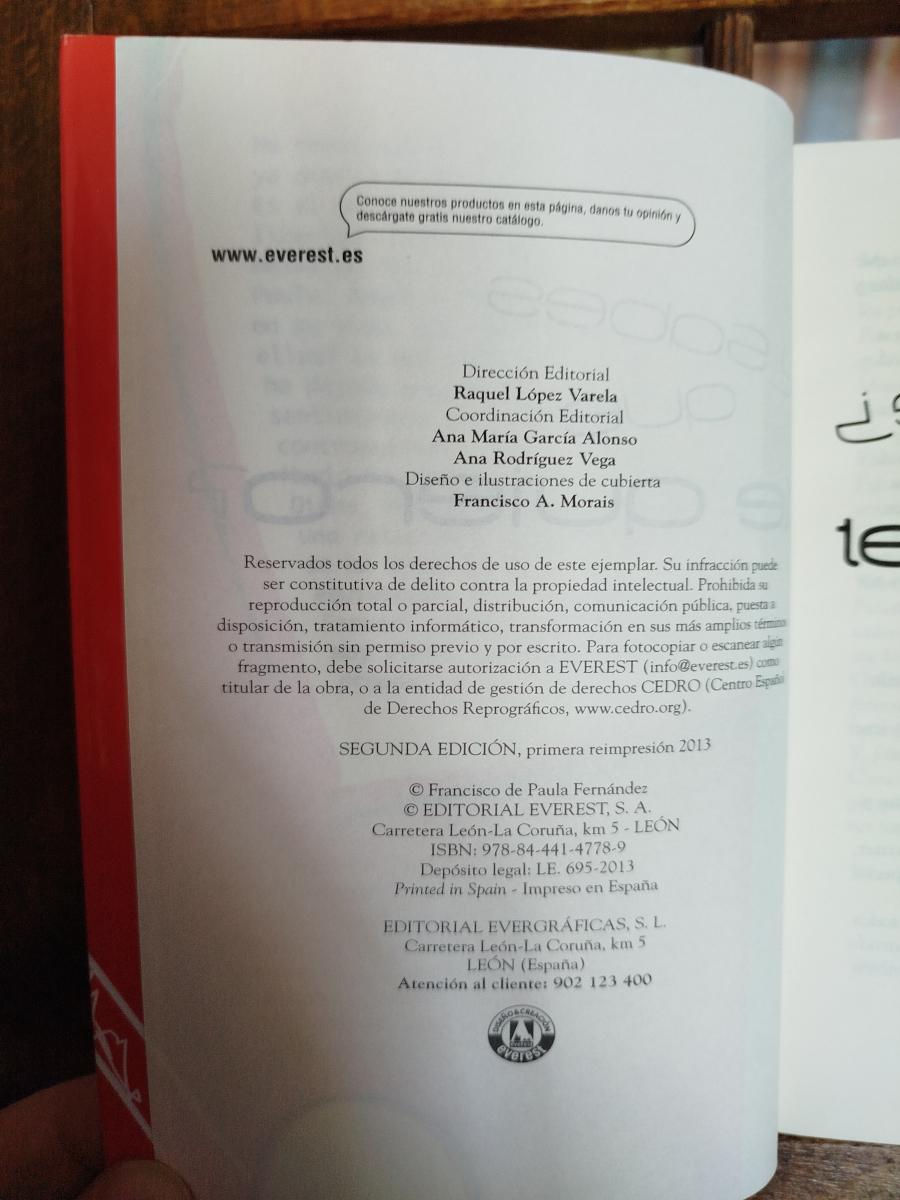 Conoce nuestros productos en esta página, danos tu opinión y
descárgate gratis nuestro catálogo.
www.everest.es
Dirección Editorial
Raquel López Varela
Coordinación Editorial
Ana María García Alonso
Ana Rodríguez Vega
Diseño e ilustraciones de cubierta
Francisco A. Morais
Reservados todos los derechos de uso de este ejemplar. Su infracción puede
ser constitutiva de delito contra la propiedad intelectual. Prohibida su
reproducción total o parcial, distribución, comunicación pública, puesta a
disposición, tratamiento informático, transformación en sus más amplios términos
o transmisión sin permiso previo y por escrito. Para fotocopiar o escanear algún
fragmento, debe solicitarse autorización a EVEREST (info@everest.es) como
titular de la obra, o a la entidad de gestión de derechos CEDRO (Centro Español
de Derechos Reprográficos, www.cedro.org).
SEGUNDA EDICIÓN, primera reimpresión 2013
© Francisco de Paula Fernández
© EDITORIAL EVEREST, S. A.
Carretera León-La Coruña, km 5 - LEÓN
ISBN: 978-84-441-4778-9
Depósito legal: LE. 695-2013
Printed in Spain - Impreso en España
EDITORIAL EVERGRÁFICAS, S. L.
Carretera León-La Coruña, km 5
LEÓN (España)
Atención al cliente: 902 123 400
DISEÑO & CREACIÓN
everest
¿s
te